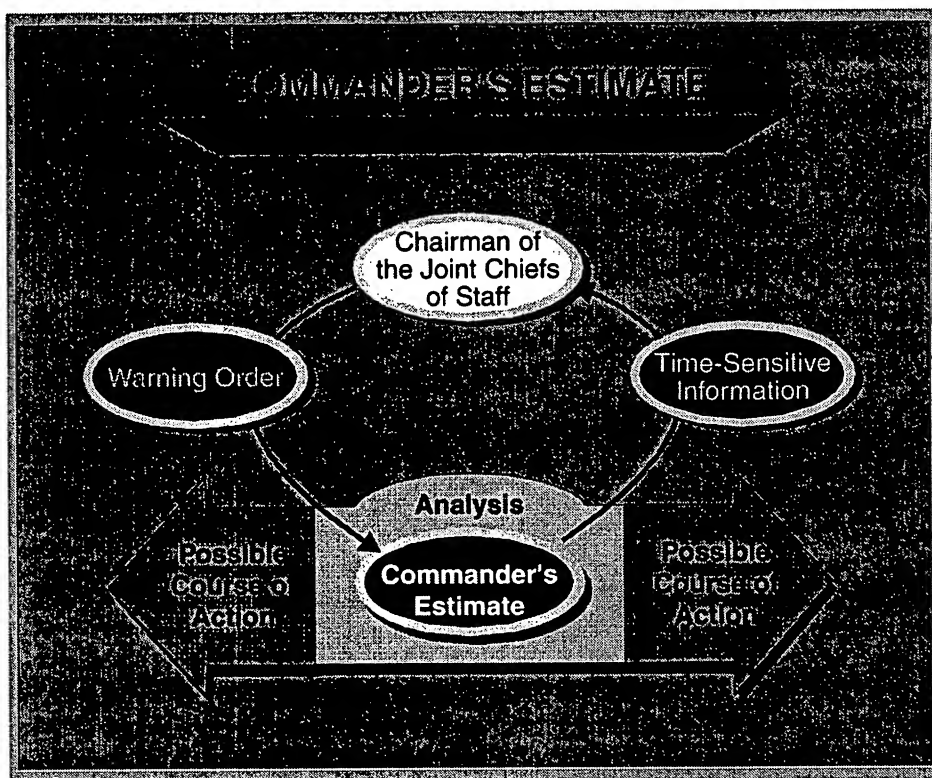 COMMANDER'S ESTIMATE
Chairman of
the Joint Chiefs
of Staff
Warning Order
Time-Sensitive
Information
Analysis
Possible
Course of
Action
Commander's
Estimate
Possible
Course of
Action